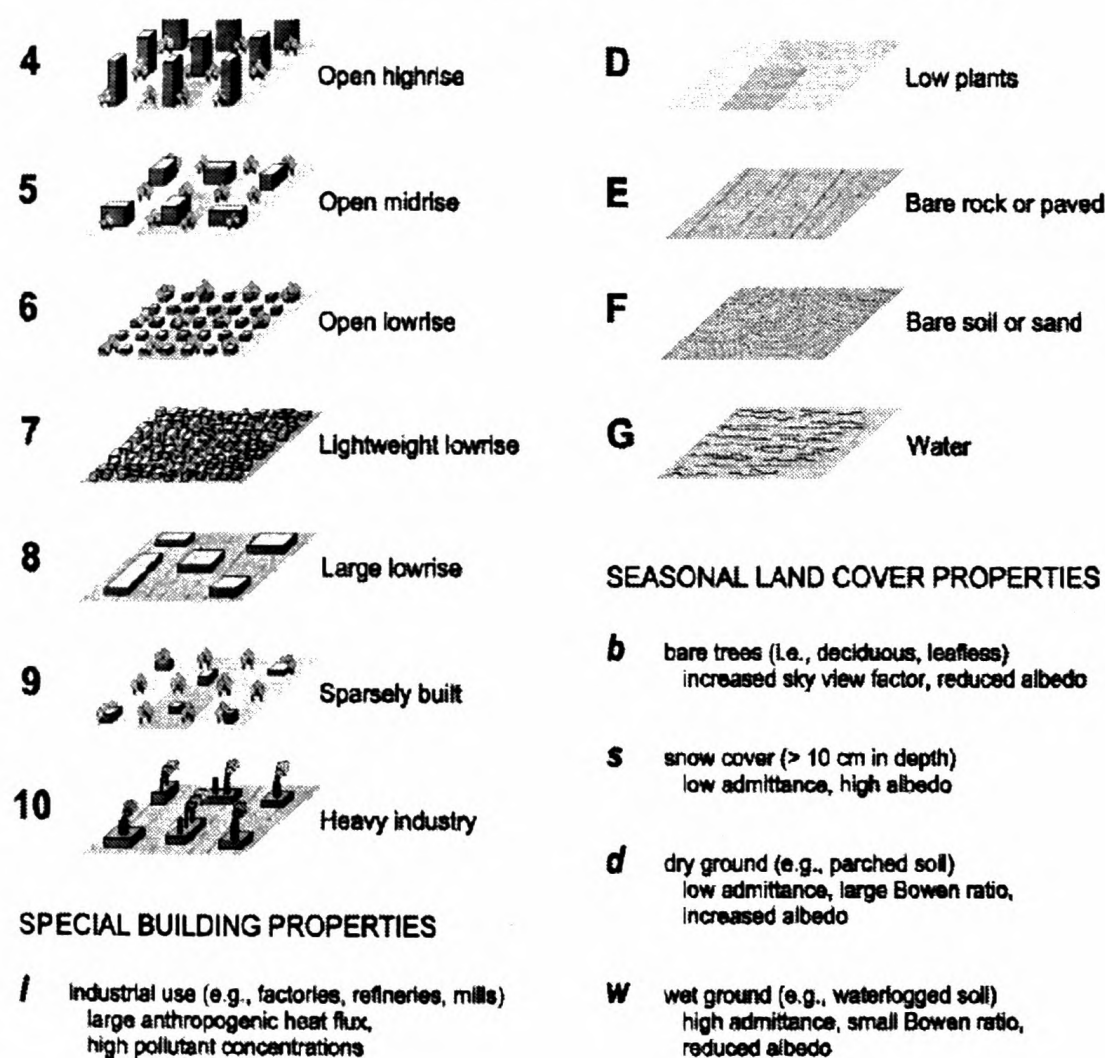 4 Open highrise
5 Open midrise
6 Open lowrise
7 Lightweight lowrise
8 Large lowrise
9 Sparsely built
10 Heavy industry
SPECIAL BUILDING PROPERTIES
i Industrial use (e.g., factories, refineries, mills)
large anthropogenic heat flux,
high pollutant concentrations
D Low plants
E Bare rock or paved
F Bare soil or sand
G Water
SEASONAL LAND COVER PROPERTIES
b bare trees (i.e., deciduous, leafless)
increased sky view factor, reduced albedo
s snow cover (> 10 cm in depth)
low admittance, high albedo
d dry ground (e.g., parched soil)
low admittance, large Bowen ratio,
increased albedo
W wet ground (e.g., waterlogged soil)
high admittance, small Bowen ratio,
reduced albedo